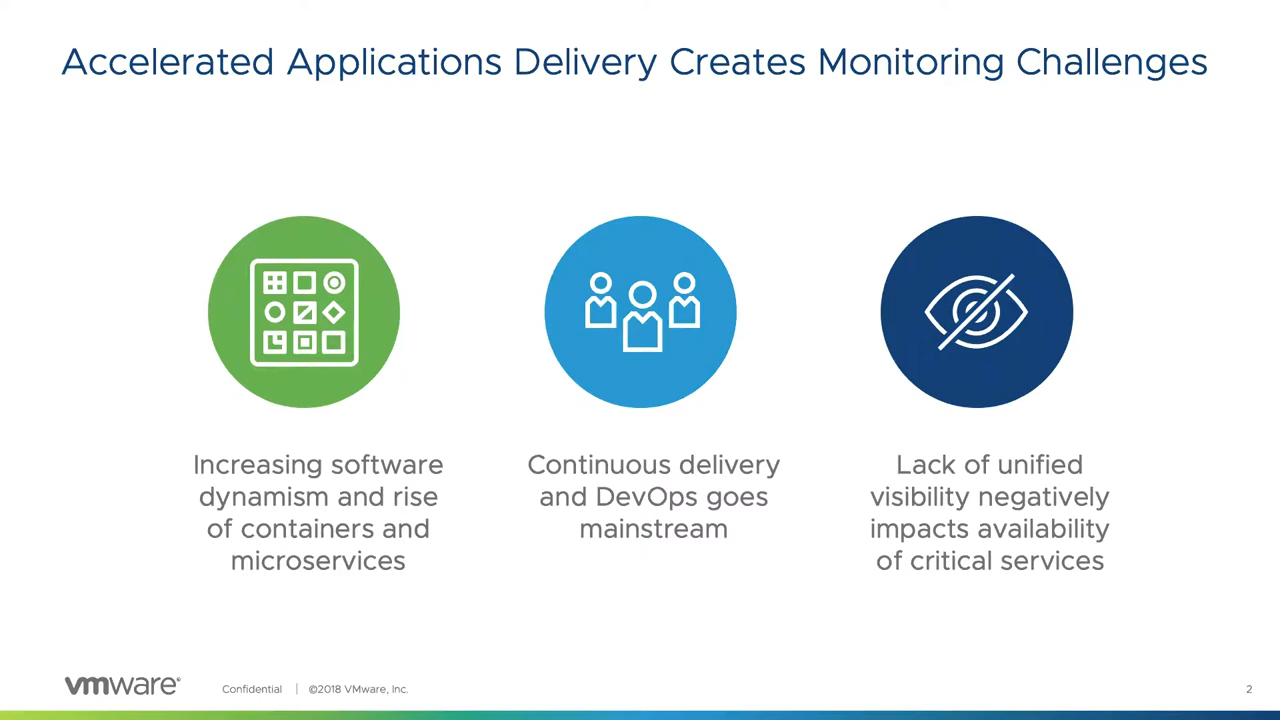 Accelerated Applications Delivery Creates Monitoring Challenges
Increasing software
dynamism and rise
of containers and
microservices
Continuous delivery
and DevOps goes
mainstream
Lack of unified
visibility negatively
impacts availability
of critical services
vmware®
Confidential | ©2018 VMware, Inc.
2